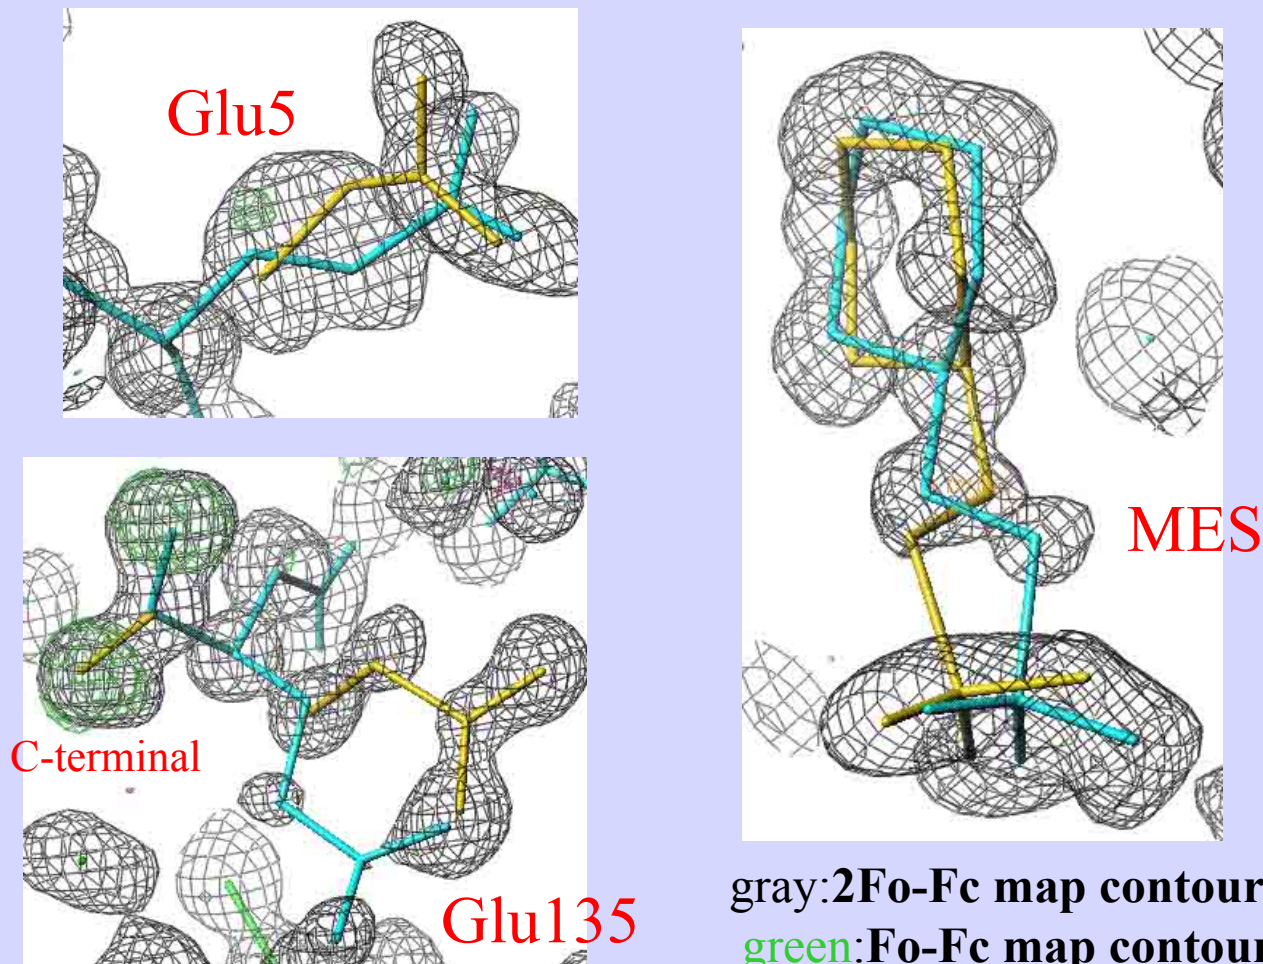 Glu5
MES
C-terminal
Glu135
gray:2Fo-Fc map contour
green:Fo-Fc map contour